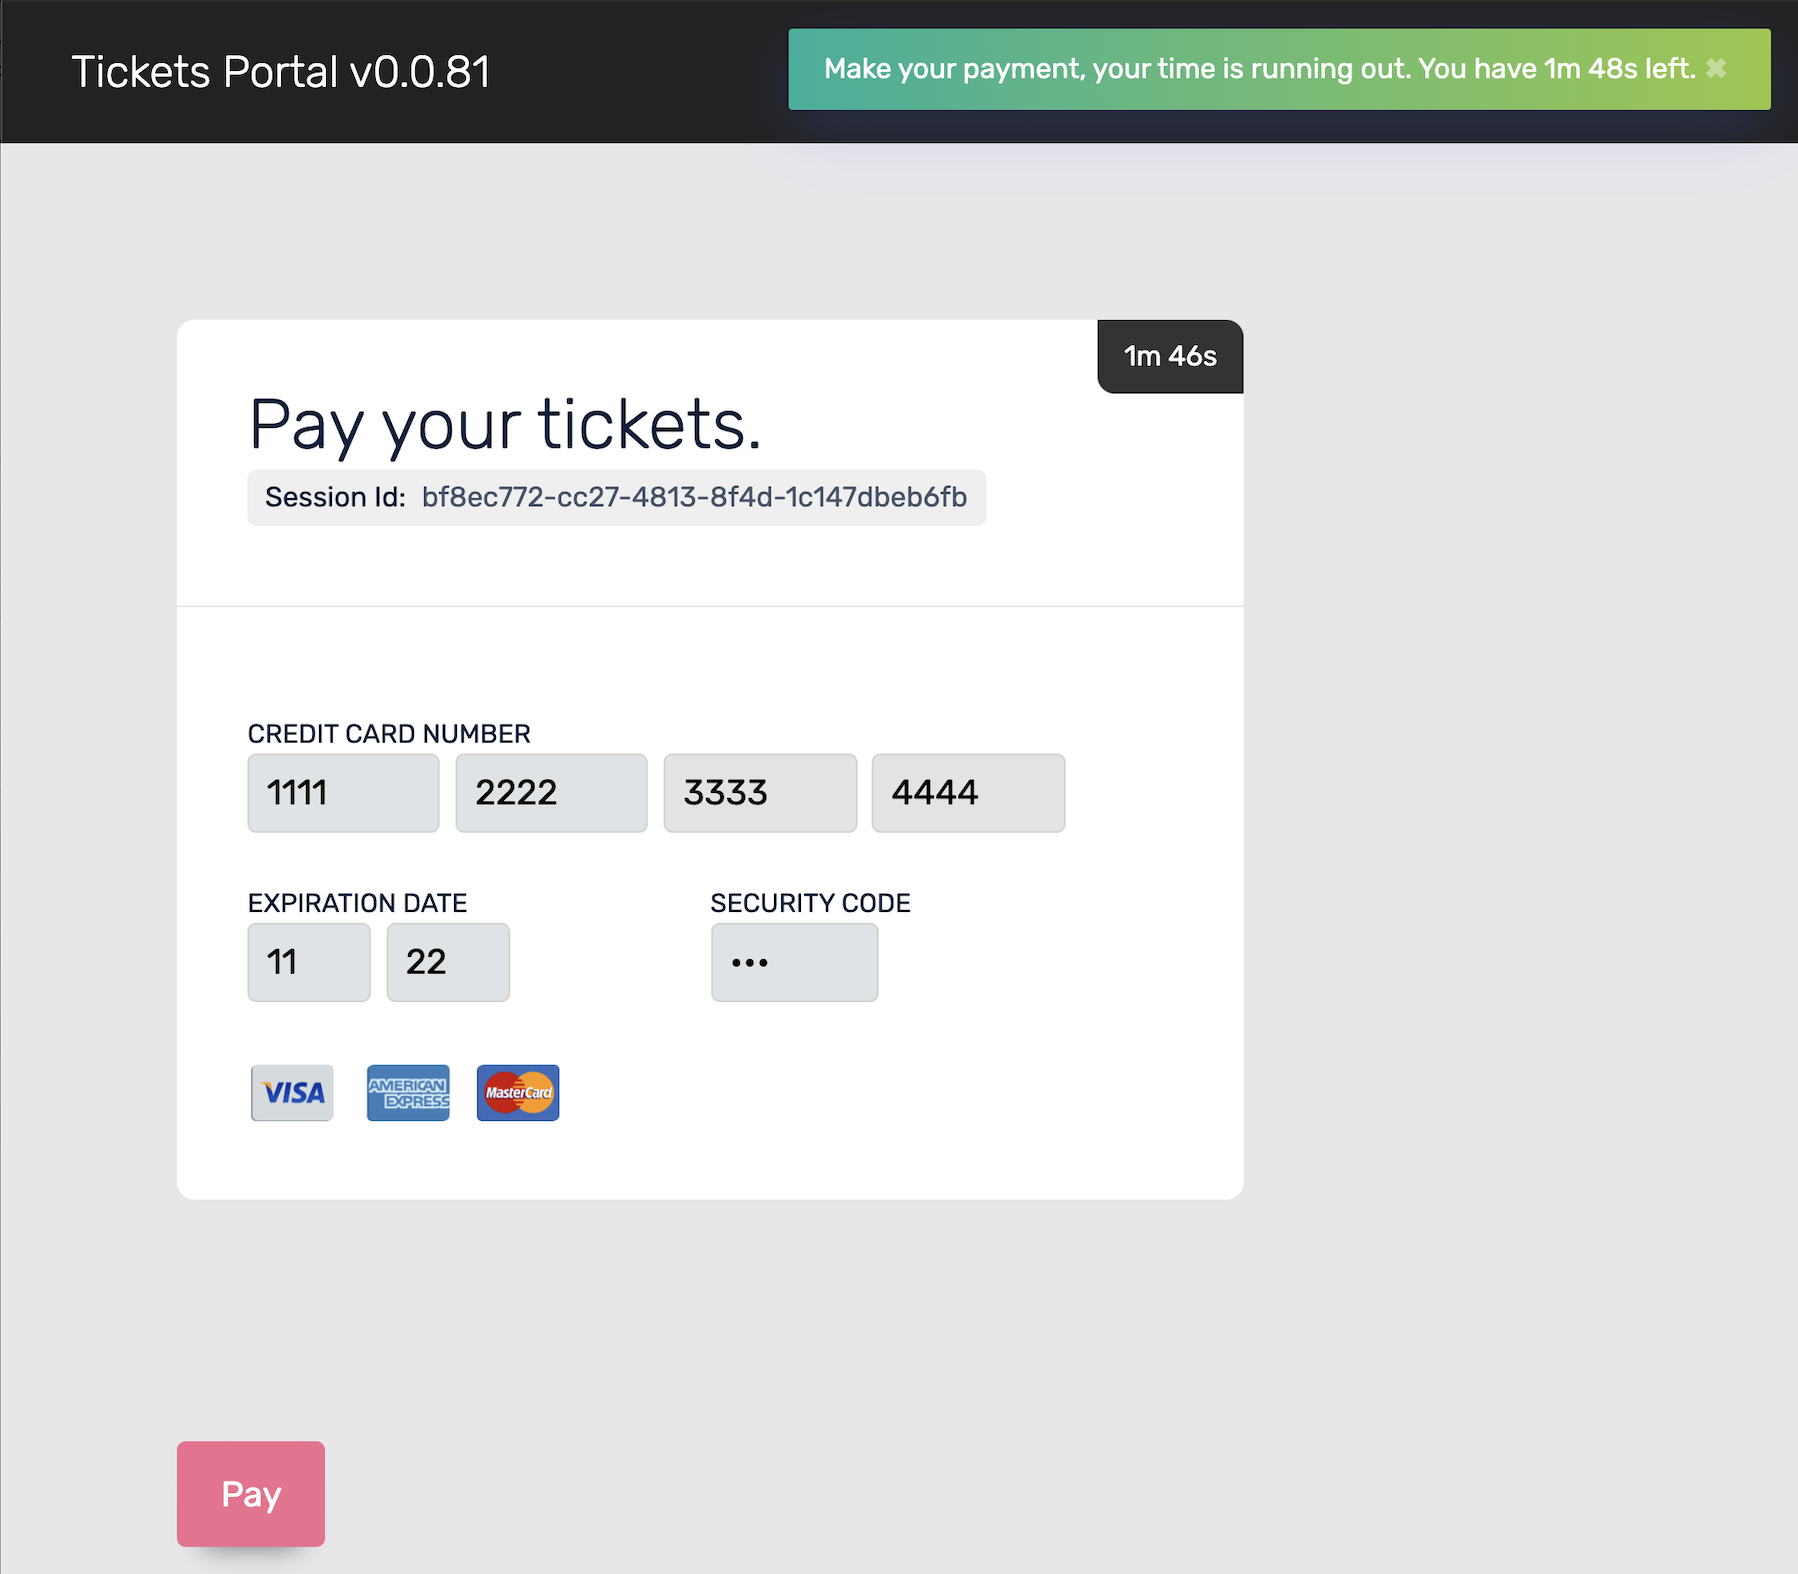 Tickets Portal v0.0.81
Make your payment, your time is running out. You have 1m 48s left. ✖
1m 46s
Pay your tickets.
Session Id: bf8ec772-cc27-4813-8f4d-1c147dbeb6fb
CREDIT CARD NUMBER
1111 2222 3333 4444
EXPIRATION DATE SECURITY CODE
11 22 •••
VISA AMERICAN EXPRESS MasterCard
Pay